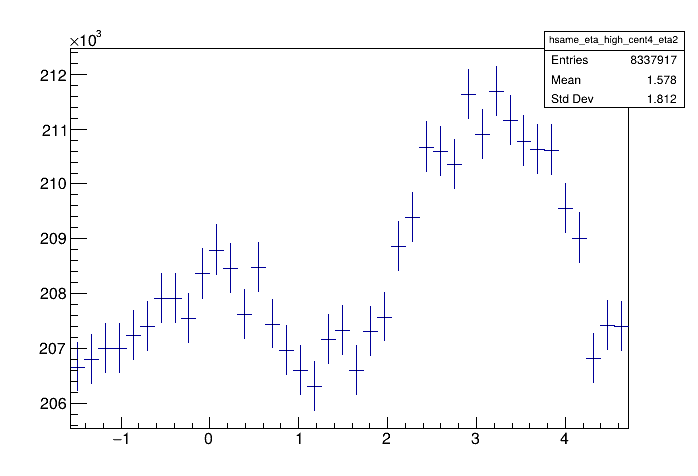 ×10³
hsame_eta_high_cent4_eta2
Entries 8337917
Mean 1.578
Std Dev 1.812
212
211
210
209
208
207
206
−1 0 1 2 3 4